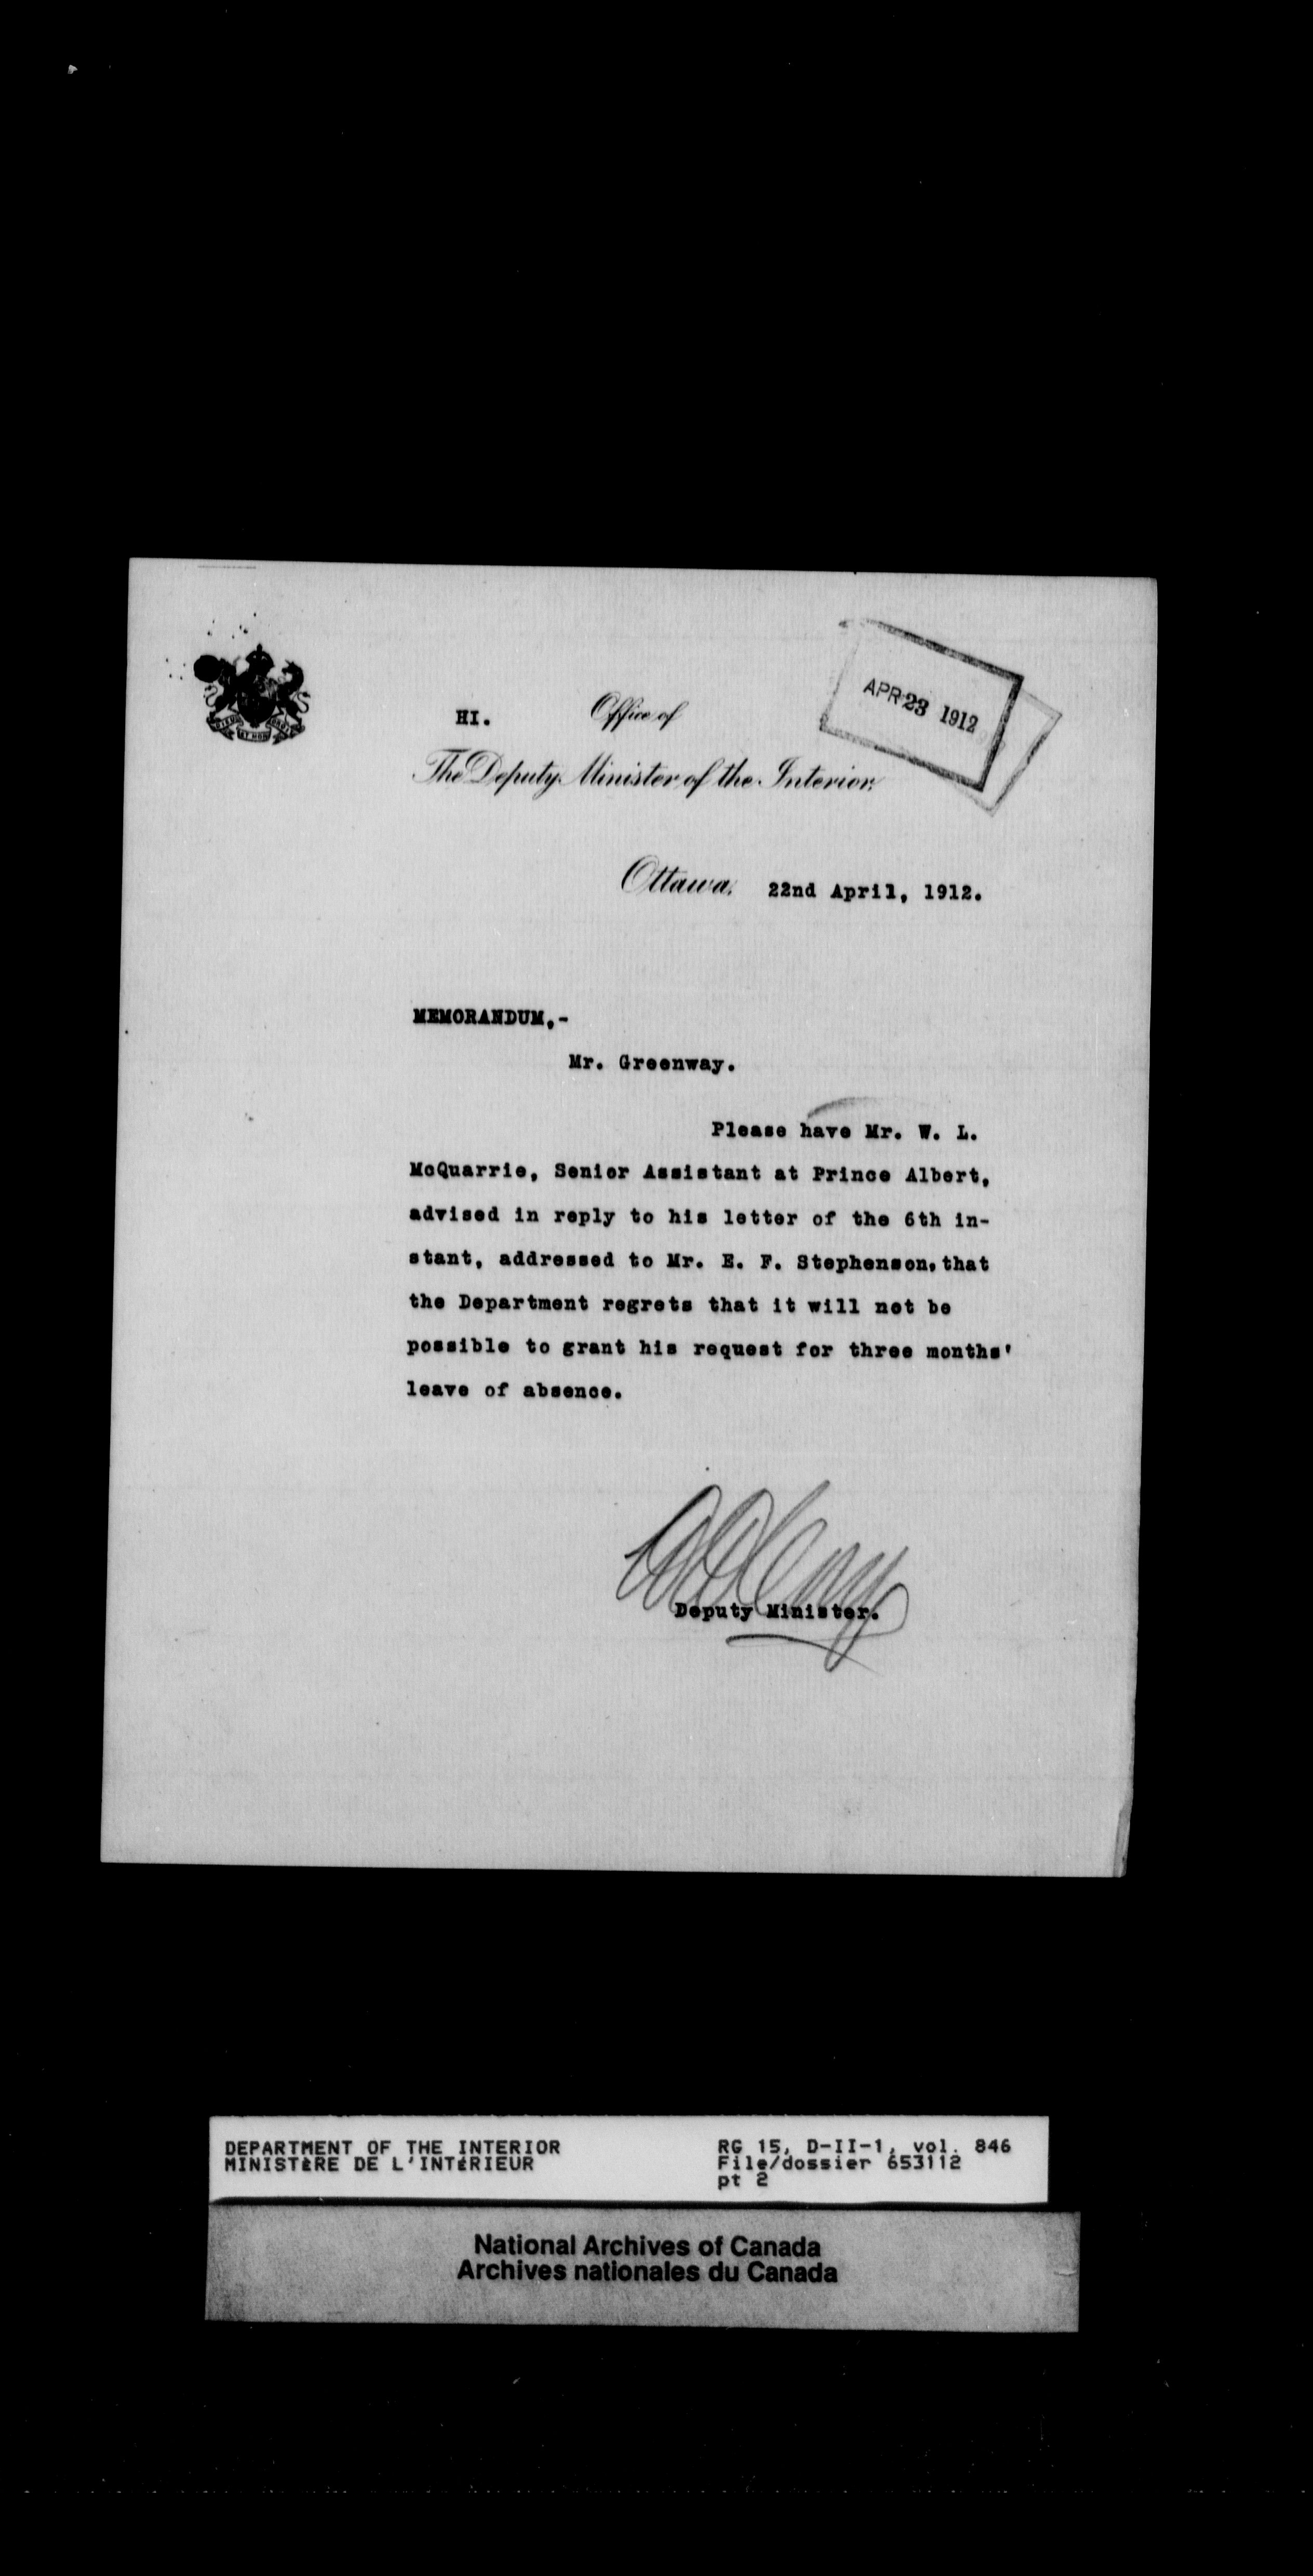 DIEU ET MON DROIT
HI.
Office of
APR 23 1912
The Deputy Minister of the Interior.
Ottawa, 22nd April, 1912.
MEMORANDUM,-
Mr. Greenway.
Please have Mr. W. L.
McQuarrie, Senior Assistant at Prince Albert,
advised in reply to his letter of the 6th in-
stant, addressed to Mr. E. F. Stephenson, that
the Department regrets that it will not be
possible to grant his request for three months'
leave of absence.
Deputy Minister.
DEPARTMENT OF THE INTERIOR
MINISTÈRE DE L'INTÉRIEUR
RG 15, D-II-1, vol. 846
File/dossier 653112
pt 2
National Archives of Canada
Archives nationales du Canada